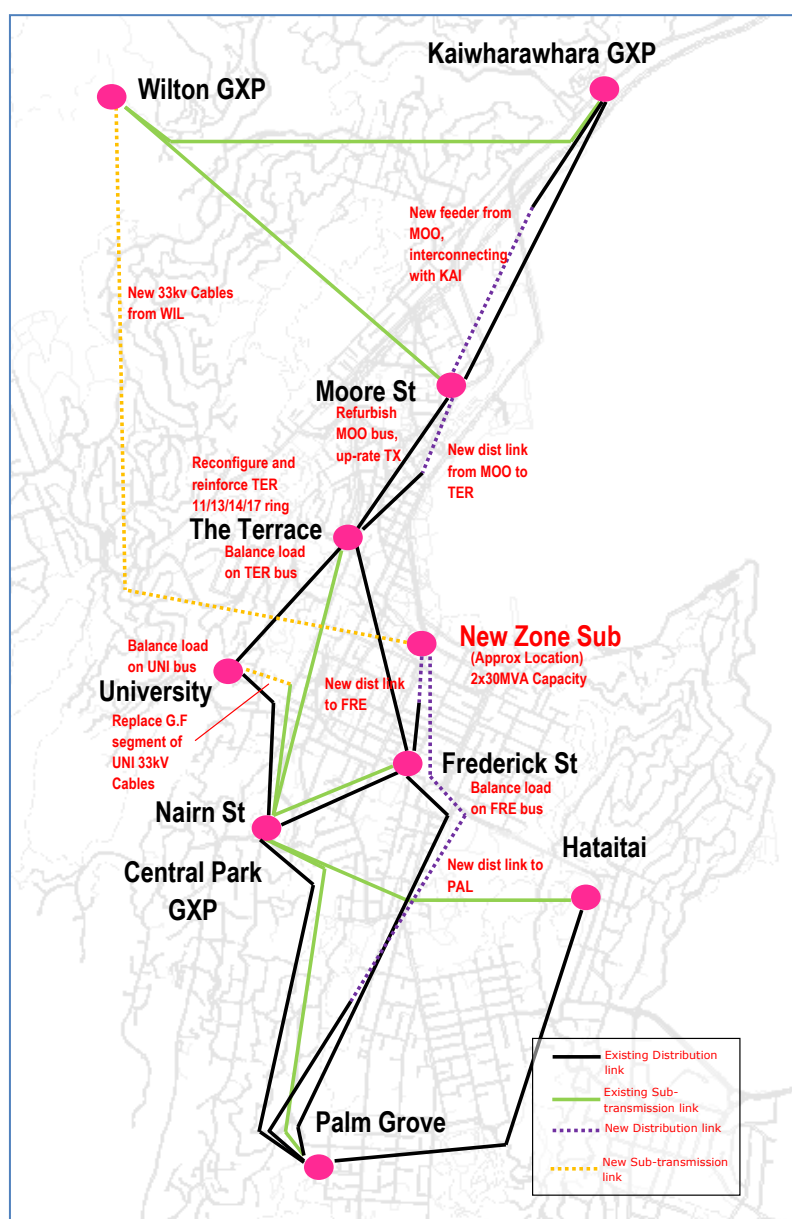 Kaiwharawhara GXP
Wilton GXP
New feeder from
MOO,
interconnecting
with KAI
New 33kv Cables
from WIL
Moore St
Refurbish
MOO bus,
up-rate TX
New dist link
from MOO to
TER
Reconfigure and
reinforce TER
11/13/14/17 ring
The Terrace
Balance load
on TER bus
New Zone Sub
(Approx Location)
2x30MVA Capacity
Balance load
on UNI bus
University
New dist link
to FRE
Replace G.F
segment of
UNI 33kV
Cables
Frederick St
Balance load
on FRE bus
Nairn St
Hataitai
Central Park
GXP
New dist link to
PAL
Palm Grove
Existing Distribution
link
Existing Sub-
transmission link
New Distribution link
New Sub-transmission
link